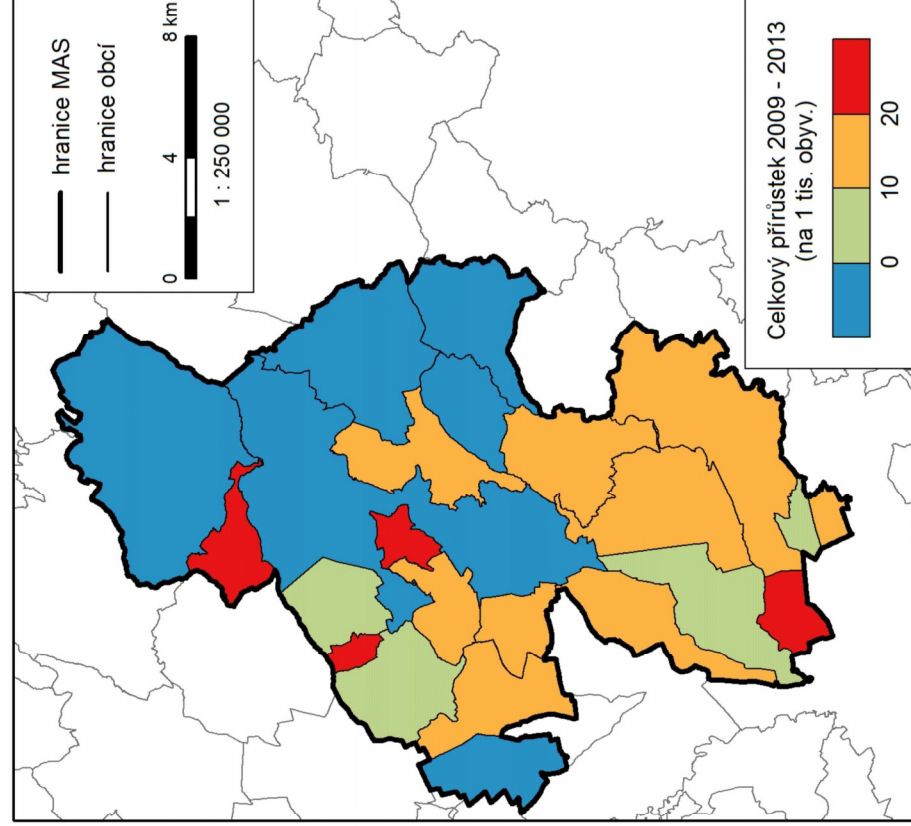 hranice MAS
hranice obcí
0 4 8 km
1 : 250 000
Celkový přírůstek 2009 - 2013
(na 1 tis. obyv.)
0 10 20